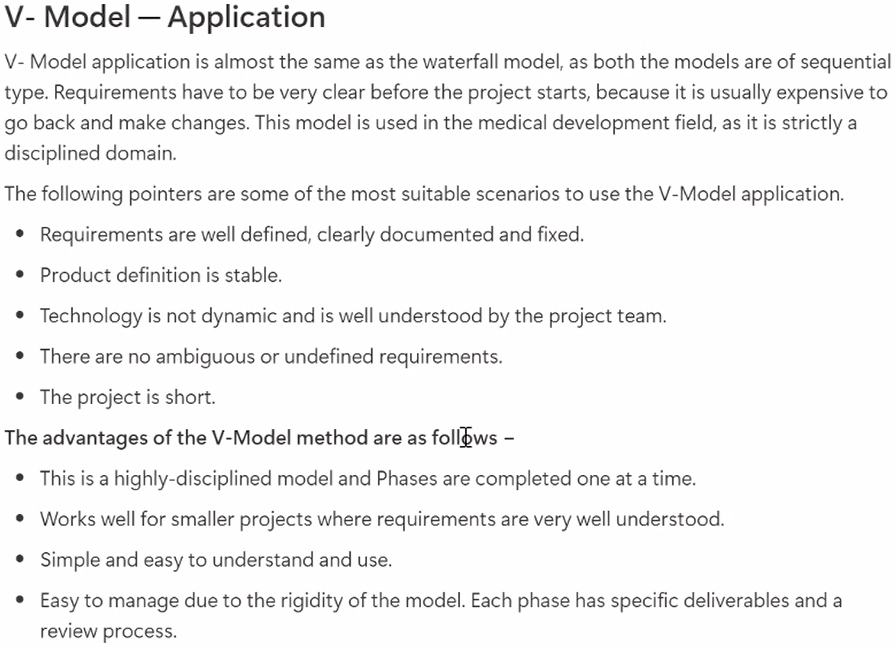 V- Model — Application
V- Model application is almost the same as the waterfall model, as both the models are of sequential
type. Requirements have to be very clear before the project starts, because it is usually expensive to
go back and make changes. This model is used in the medical development field, as it is strictly a
disciplined domain.
The following pointers are some of the most suitable scenarios to use the V-Model application.
• Requirements are well defined, clearly documented and fixed.
• Product definition is stable.
• Technology is not dynamic and is well understood by the project team.
• There are no ambiguous or undefined requirements.
• The project is short.
The advantages of the V-Model method are as follows –
• This is a highly-disciplined model and Phases are completed one at a time.
• Works well for smaller projects where requirements are very well understood.
• Simple and easy to understand and use.
• Easy to manage due to the rigidity of the model. Each phase has specific deliverables and a
review process.